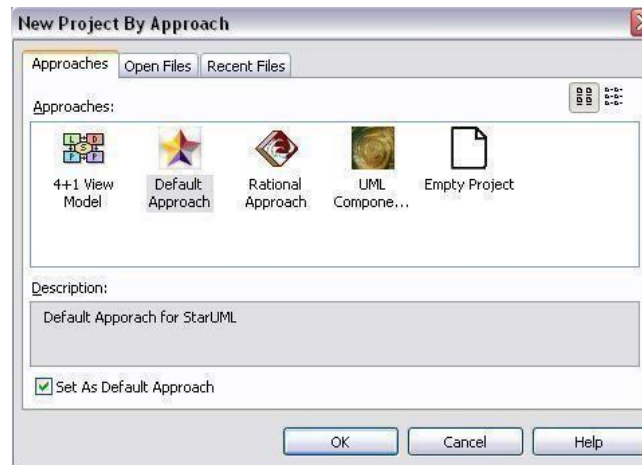 New Project By Approach
Approaches Open Files Recent Files
Approaches:
L D
S
P P
4+1 View Default Rational UML Empty Project
Model Approach Approach Compone...
Description:
Default Apporach for StarUML
Set As Default Approach
OK Cancel Help